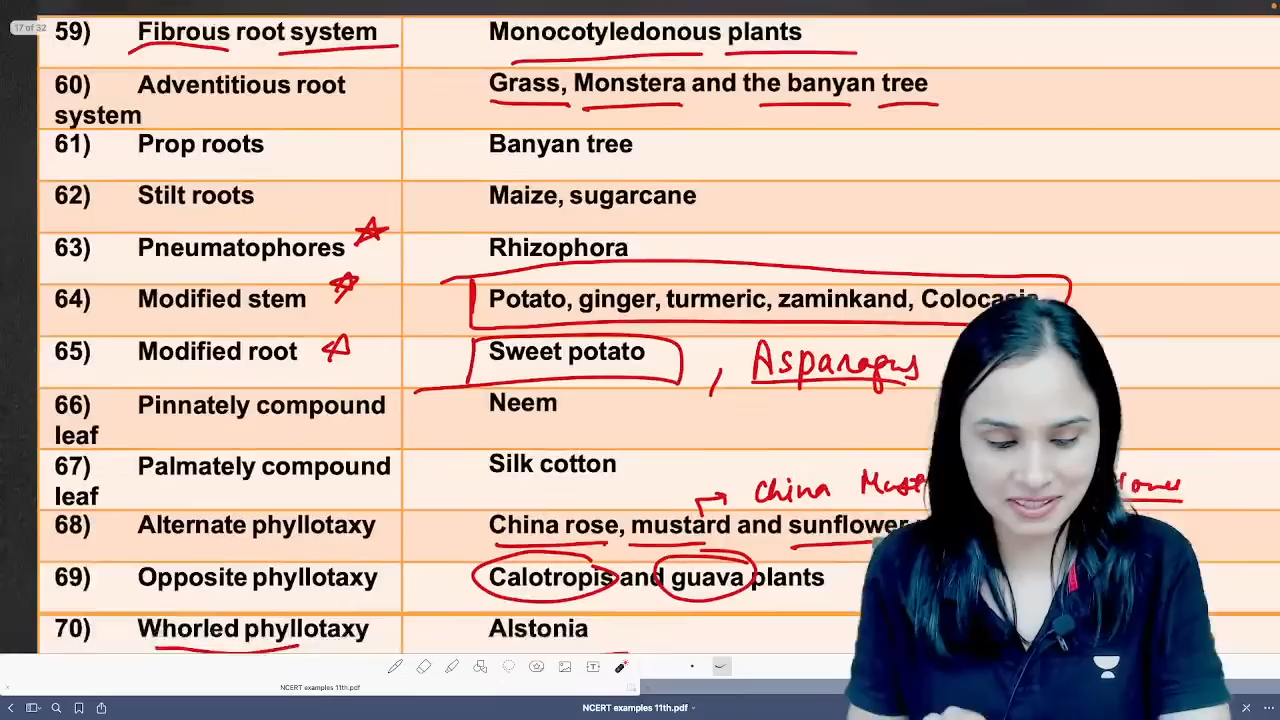 17 of 32
59) Fibrous root system Monocotyledonous plants
60) Adventitious root Grass, Monstera and the banyan tree
system
61) Prop roots Banyan tree
62) Stilt roots Maize, sugarcane
63) Pneumatophores Rhizophora
64) Modified stem Potato, ginger, turmeric, zaminkand, Colocasia
65) Modified root Sweet potato , Asparagus
66) Pinnately compound Neem
leaf
67) Palmately compound Silk cotton
leaf
China Must
68) Alternate phyllotaxy China rose, mustard and sunflower
69) Opposite phyllotaxy Calotropis and guava plants
70) Whorled phyllotaxy Alstonia
NCERT examples 11th.pdf
NCERT examples 11th.pdf